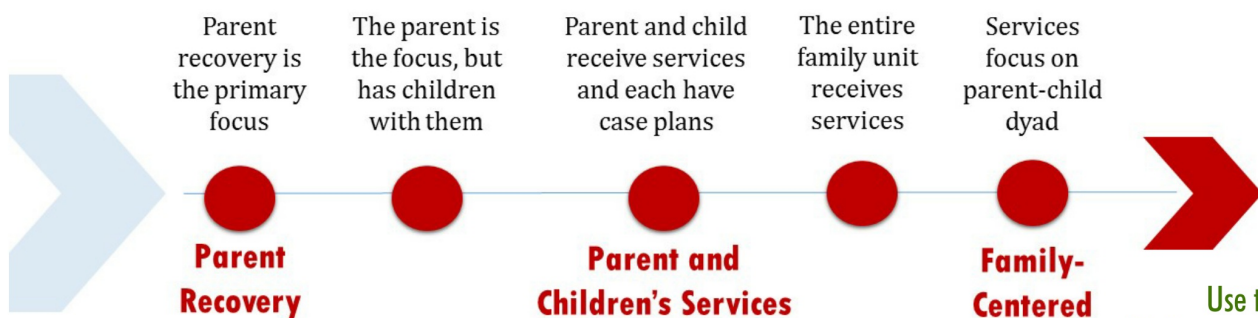 Parent
recovery is
the primary
focus
The parent is
the focus, but
has children
with them
Parent and child
receive services
and each have
case plans
The entire
family unit
receives
services
Services
focus on
parent-child
dyad
Parent
Recovery
Parent and
Children's Services
Family-
Centered
Use